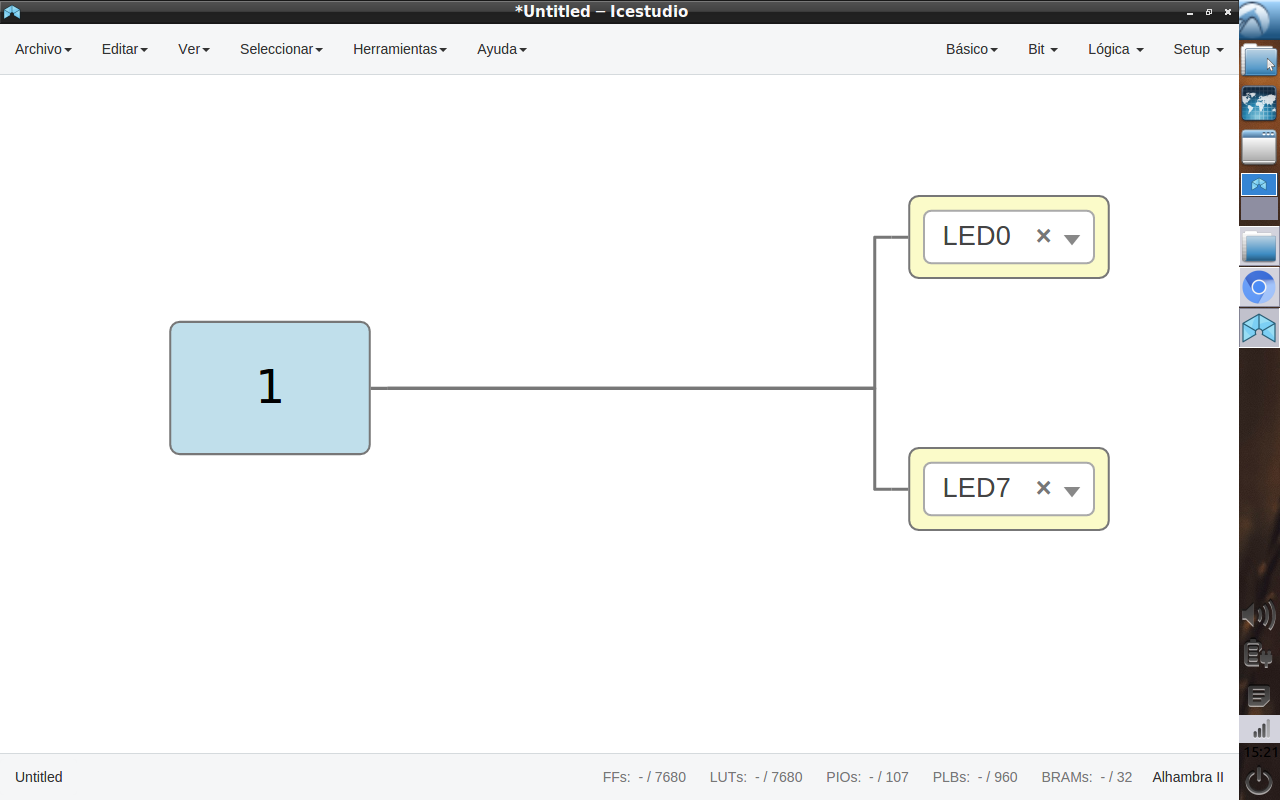 *Untitled – Icestudio
Archivo Editar Ver Seleccionar Herramientas Ayuda Básico Bit Lógica Setup
LED0 ×
1
LED7 ×
15:21
Untitled FFs: - / 7680 LUTs: - / 7680 PIOs: - / 107 PLBs: - / 960 BRAMs: - / 32 Alhambra II